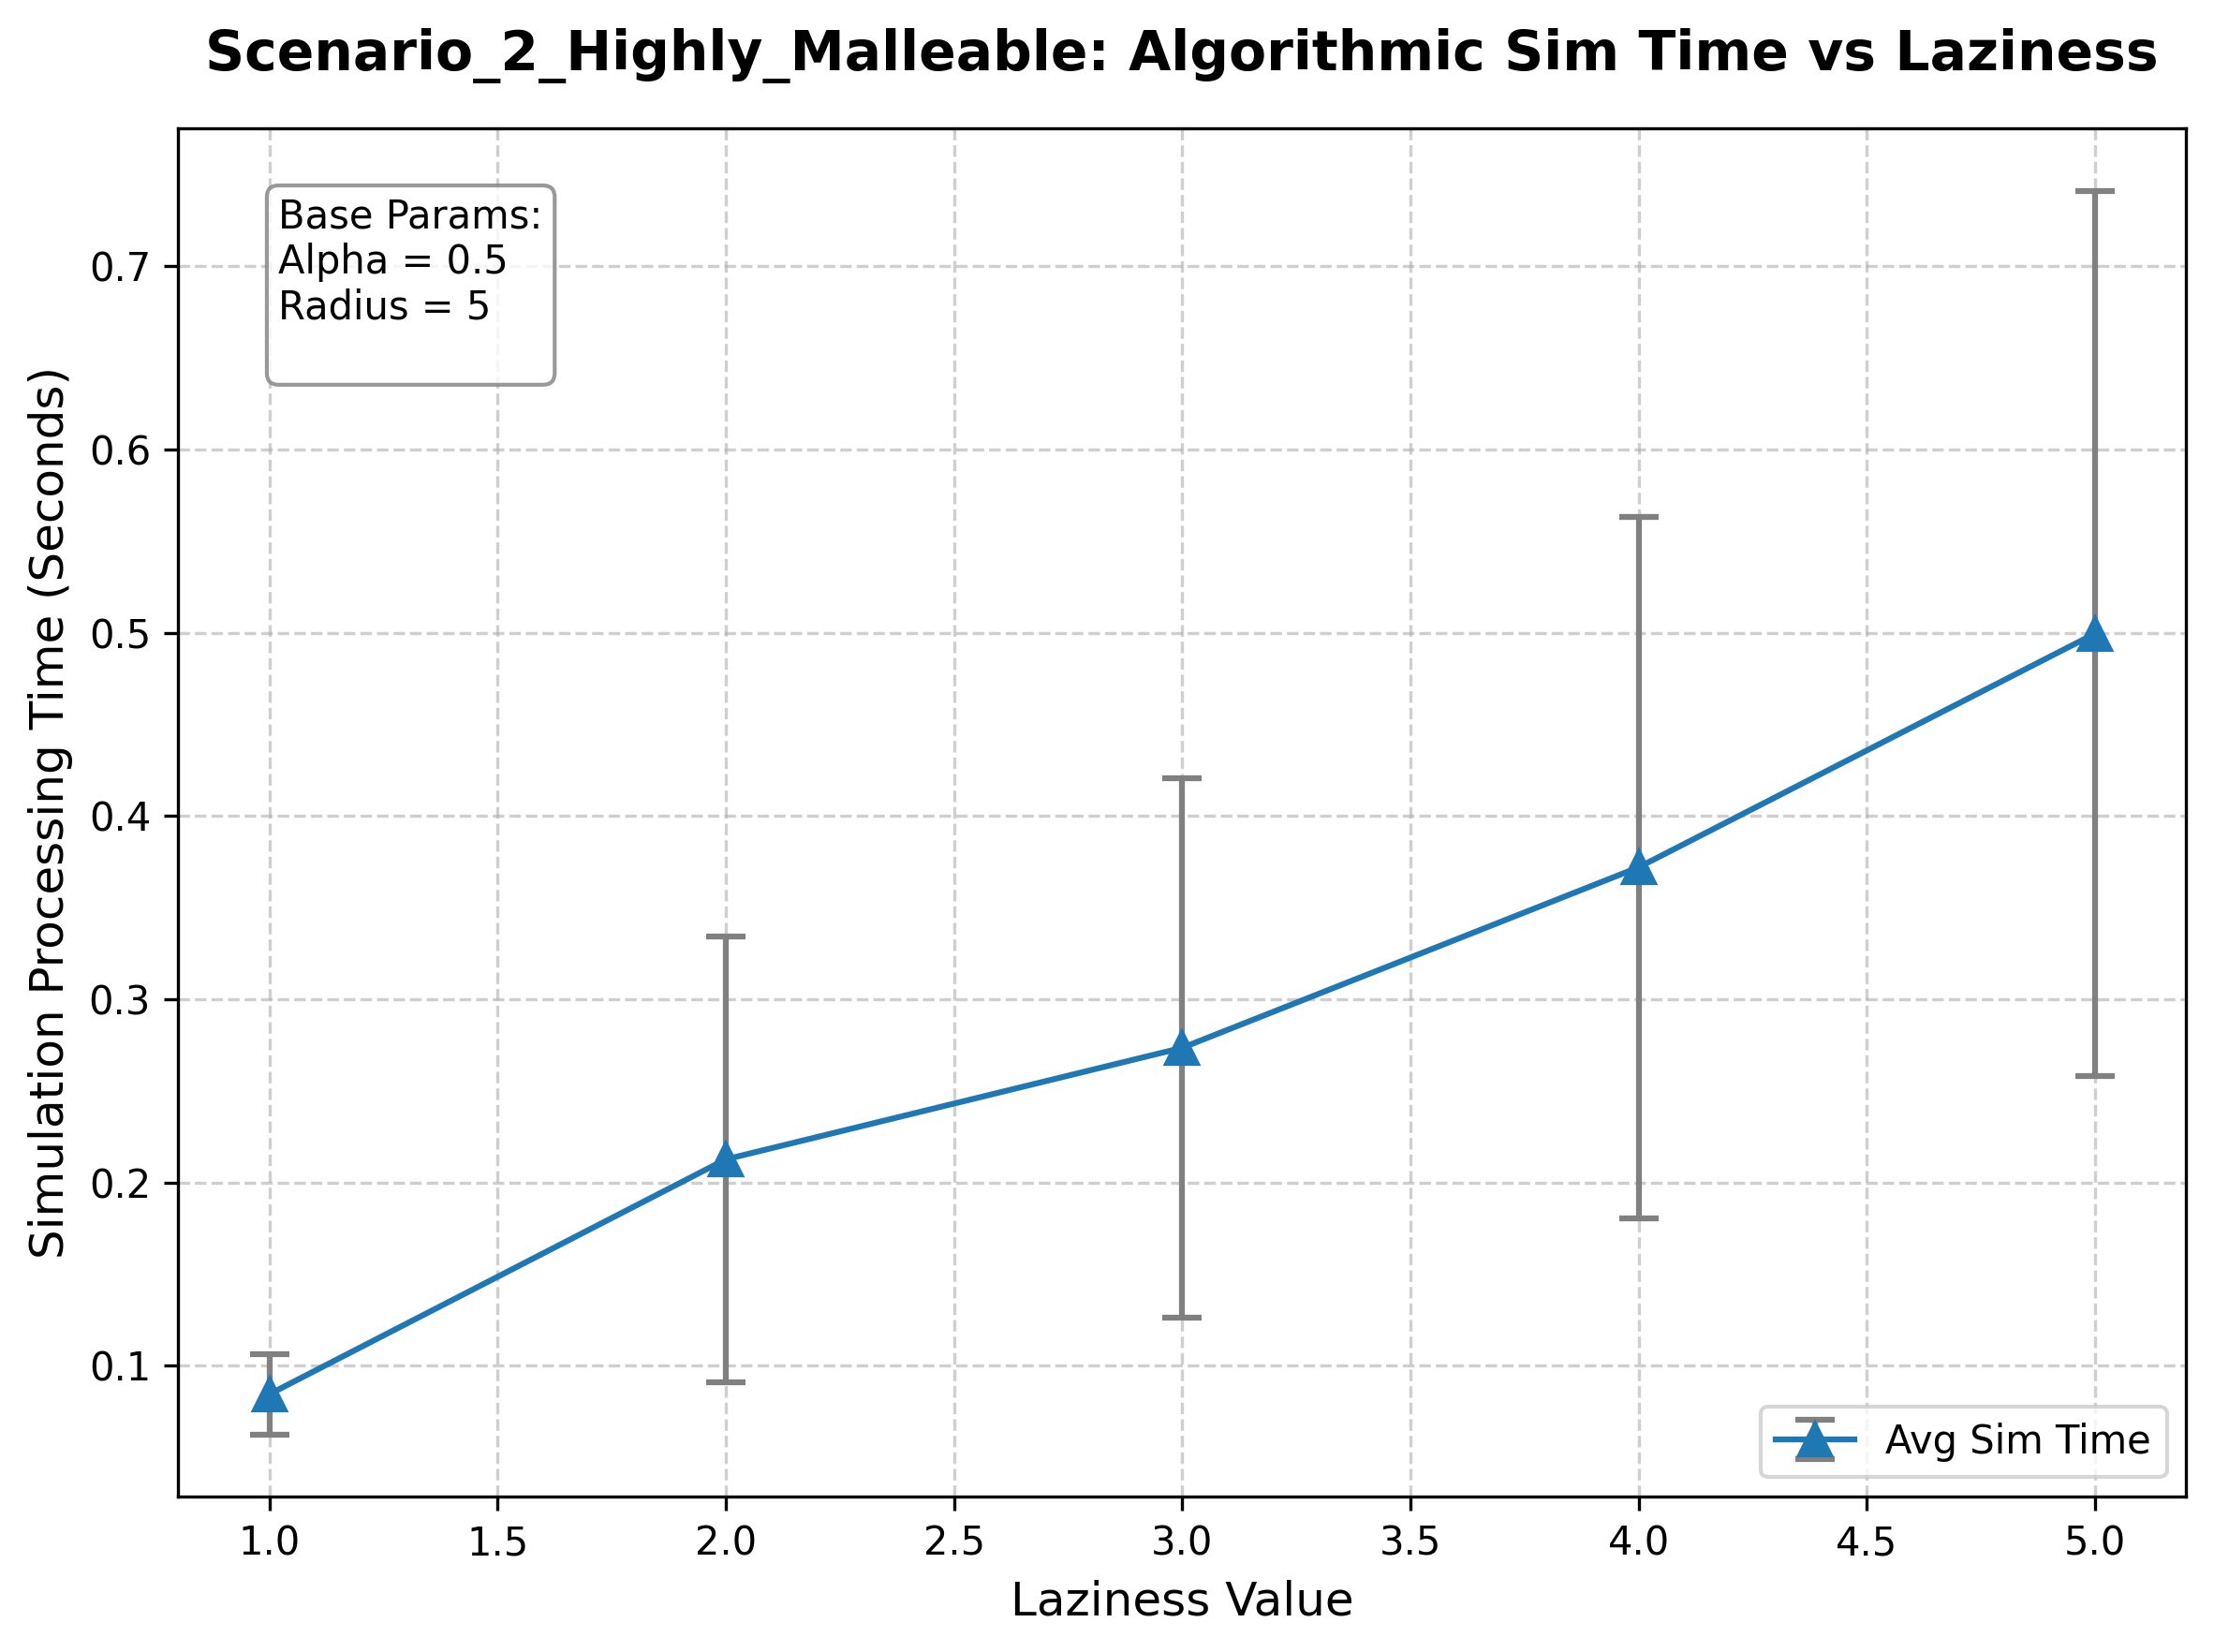 Scenario_2_Highly_Malleable: Algorithmic Sim Time vs Laziness
Base Params:
Alpha = 0.5
Radius = 5
Simulation Processing Time (Seconds)
0.7
0.6
0.5
0.4
0.3
0.2
0.1
Avg Sim Time
1.0 1.5 2.0 2.5 3.0 3.5 4.0 4.5 5.0
Laziness Value